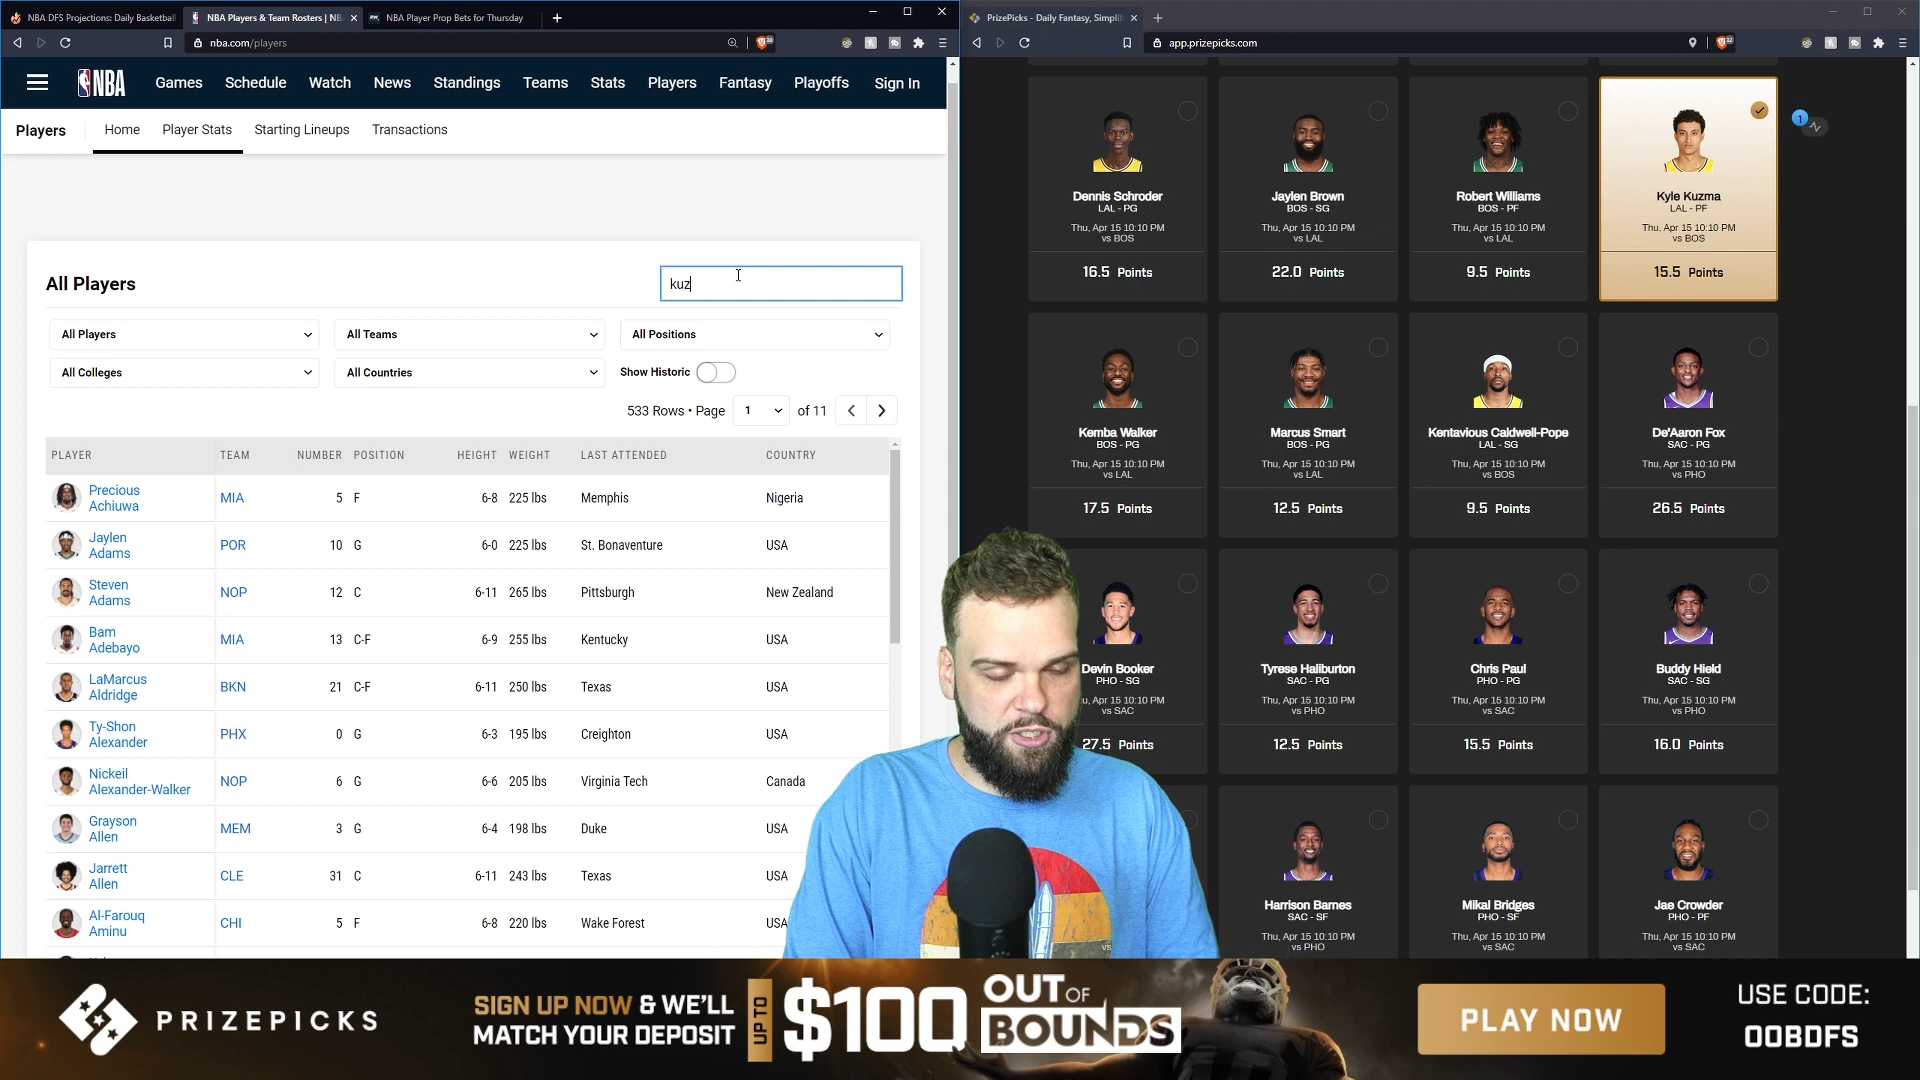 NBA DFS Projections: Daily Basketball
NBA Players & Team Rosters | NB
NBA Player Prop Bets for Thursday
nba.com/players
NBA
Games
Schedule
Watch
News
Standings
Teams
Stats
Players
Fantasy
Playoffs
Sign In
Players
Home
Player Stats
Starting Lineups
Transactions
All Players
kuz
All Players
All Teams
All Positions
All Colleges
All Countries
Show Historic
533 Rows • Page 1 of 11
PLAYER TEAM NUMBER POSITION HEIGHT WEIGHT LAST ATTENDED COUNTRY
Precious
Achiuwa
MIA 5 F 6-8 225 lbs Memphis Nigeria
Jaylen
Adams
POR 10 G 6-0 225 lbs St. Bonaventure USA
Steven
Adams
NOP 12 C 6-11 265 lbs Pittsburgh New Zealand
Bam
Adebayo
MIA 13 C-F 6-9 255 lbs Kentucky USA
LaMarcus
Aldridge
BKN 21 C-F 6-11 250 lbs Texas USA
Ty-Shon
Alexander
PHX 0 G 6-3 195 lbs Creighton USA
Nickeil
Alexander-Walker
NOP 6 G 6-6 205 lbs Virginia Tech Canada
Grayson
Allen
MEM 3 G 6-4 198 lbs Duke USA
Jarrett
Allen
CLE 31 C 6-11 243 lbs Texas USA
Al-Farouq
Aminu
CHI 5 F 6-8 220 lbs Wake Forest USA
PrizePicks - Daily Fantasy, Simpli
app.prizepicks.com
1
Dennis Schroder
LAL - PG
Thu, Apr 15 10:10 PM
vs BOS
16.5 Points
Jaylen Brown
BOS - SG
Thu, Apr 15 10:10 PM
vs LAL
22.0 Points
Robert Williams
BOS - PF
Thu, Apr 15 10:10 PM
vs LAL
9.5 Points
Kyle Kuzma
LAL - PF
Thu, Apr 15 10:10 PM
vs BOS
15.5 Points
Kemba Walker
BOS - PG
Thu, Apr 15 10:10 PM
vs LAL
17.5 Points
Marcus Smart
BOS - PG
Thu, Apr 15 10:10 PM
vs LAL
12.5 Points
Kentavious Caldwell-Pope
LAL - SG
Thu, Apr 15 10:10 PM
vs BOS
9.5 Points
De'Aaron Fox
SAC - PG
Thu, Apr 15 10:10 PM
vs PHO
26.5 Points
Devin Booker
PHO - SG
Apr 15 10:10 PM
vs SAC
27.5 Points
Tyrese Haliburton
SAC - PG
Thu, Apr 15 10:10 PM
vs PHO
12.5 Points
Chris Paul
PHO - PG
Thu, Apr 15 10:10 PM
vs SAC
15.5 Points
Buddy Hield
SAC - SG
Thu, Apr 15 10:10 PM
vs PHO
16.0 Points
vs
Harrison Barnes
SAC - SF
Thu, Apr 15 10:10 PM
vs PHO
Mikal Bridges
PHO - SF
Thu, Apr 15 10:10 PM
vs SAC
Jae Crowder
PHO - PF
Thu, Apr 15 10:10 PM
vs SAC
PRIZEPICKS
SIGN UP NOW & WE'LL
MATCH YOUR DEPOSIT
UP TO
$100
OUT OF
BOUNDS
PLAY NOW
USE CODE:
OOBDFS